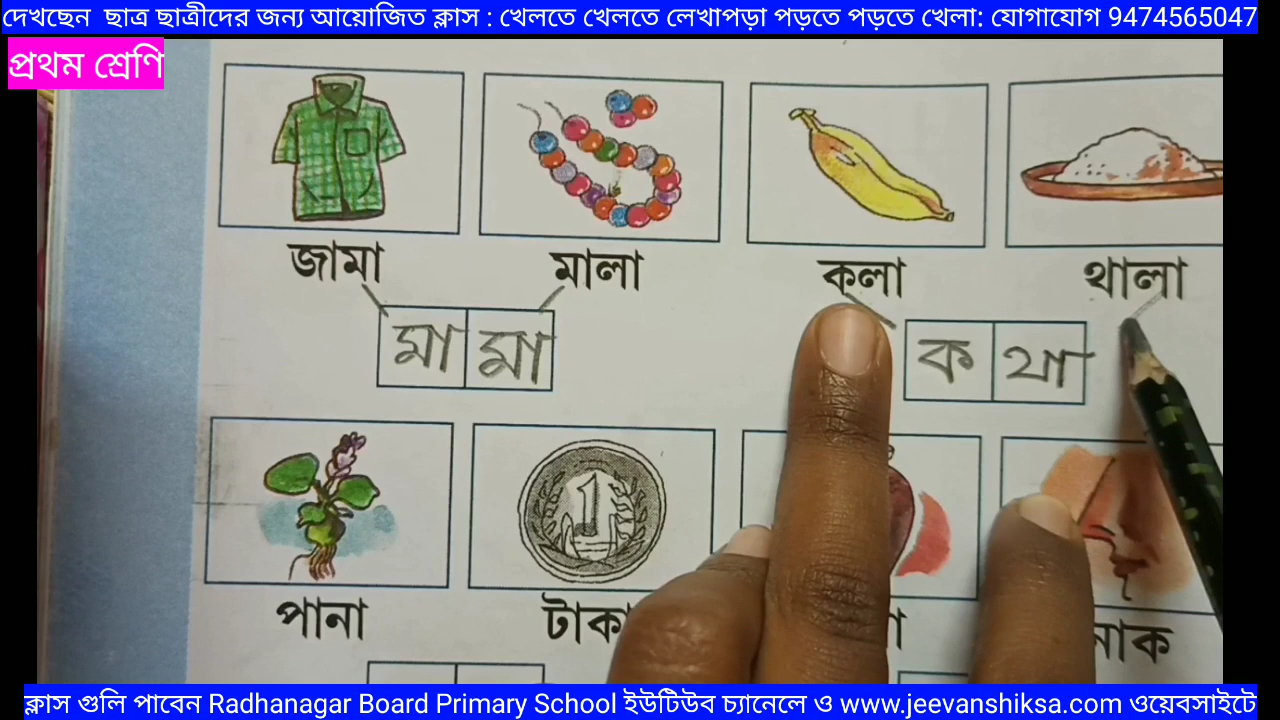 দেখছেন ছাত্র ছাত্রীদের জন্য আয়োজিত ক্লাস : খেলতে খেলতে লেখাপড়া পড়তে পড়তে খেলা: যোগাযোগ 9474565047
প্রথম শ্রেণি
জামা মালা কলা থালা
মা মা ক থা
1
পানা টাকা নাক
ক্লাস গুলি পাবেন Radhanagar Board Primary School ইউটিউব চ্যানেলে ও www.jeevanshiksa.com ওয়েবসাইটে